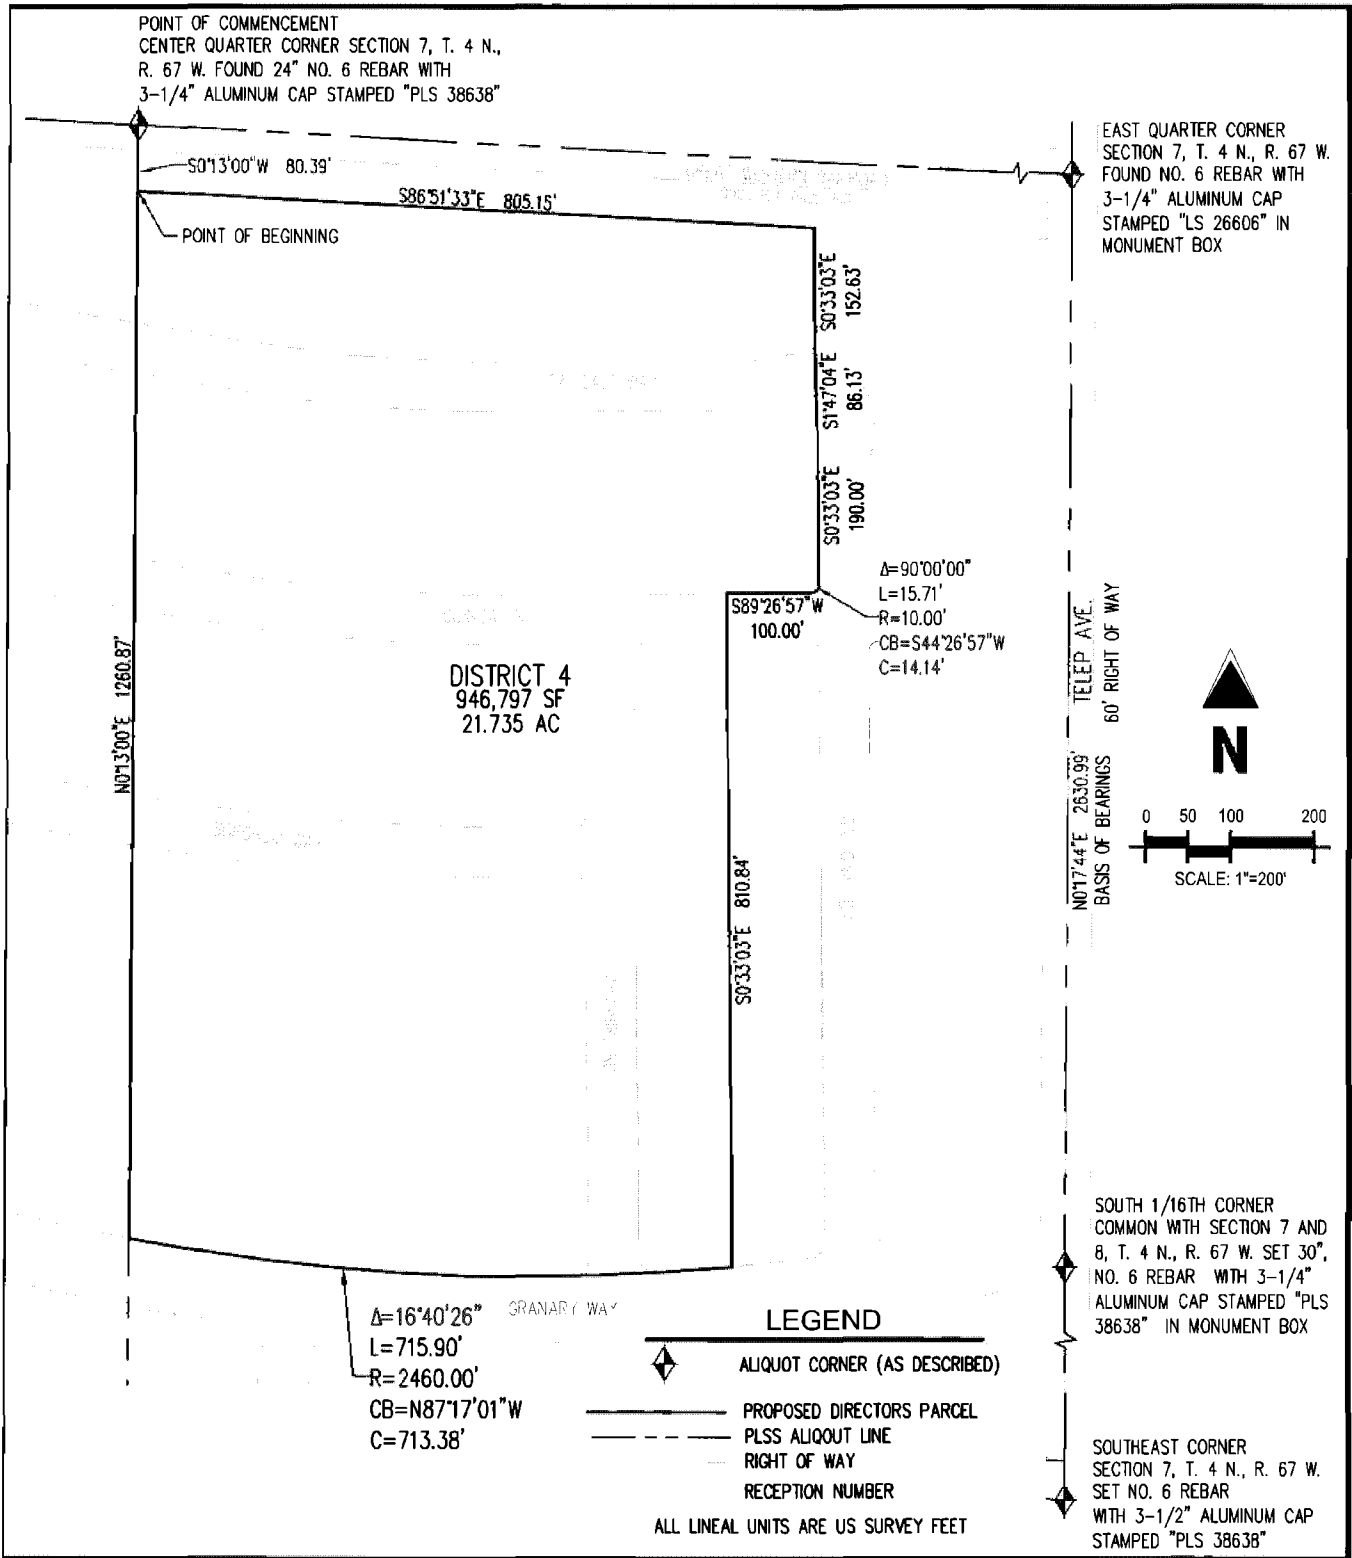 POINT OF COMMENCEMENT
CENTER QUARTER CORNER SECTION 7, T. 4 N.,
R. 67 W. FOUND 24" NO. 6 REBAR WITH
3-1/4" ALUMINUM CAP STAMPED "PLS 38638"
EAST QUARTER CORNER
SECTION 7, T. 4 N., R. 67 W.
FOUND NO. 6 REBAR WITH
3-1/4" ALUMINUM CAP
STAMPED "LS 26606" IN
MONUMENT BOX
S0°13'00"W 80.39'
S86°51'33"E 805.15'
POINT OF BEGINNING
S0°33'03"E
152.63'
S1°47'04"E
86.13'
S0°33'03"E
190.00'
Δ=90°00'00"
L=15.71'
R=10.00'
CB=S44°26'57"W
C=14.14'
S89°26'57"W
100.00'
N0°13'00"E 1260.87'
DISTRICT 4
946,797 SF
21.735 AC
S0°33'03"E 810.84'
TELEP AVE.
60' RIGHT OF WAY
N0°17'44"E 2630.99'
BASIS OF BEARINGS
N
0 50 100 200
SCALE: 1"=200'
SOUTH 1/16TH CORNER
COMMON WITH SECTION 7 AND
8, T. 4 N., R. 67 W. SET 30",
NO. 6 REBAR WITH 3-1/4"
ALUMINUM CAP STAMPED "PLS
38638" IN MONUMENT BOX
GRANARY WAY
Δ=16°40'26"
L=715.90'
R=2460.00'
CB=N87°17'01"W
C=713.38'
LEGEND
ALIQUOT CORNER (AS DESCRIBED)
PROPOSED DIRECTORS PARCEL
PLSS ALIQOUT LINE
RIGHT OF WAY
RECEPTION NUMBER
ALL LINEAL UNITS ARE US SURVEY FEET
SOUTHEAST CORNER
SECTION 7, T. 4 N., R. 67 W.
SET NO. 6 REBAR
WITH 3-1/2" ALUMINUM CAP
STAMPED "PLS 38638"